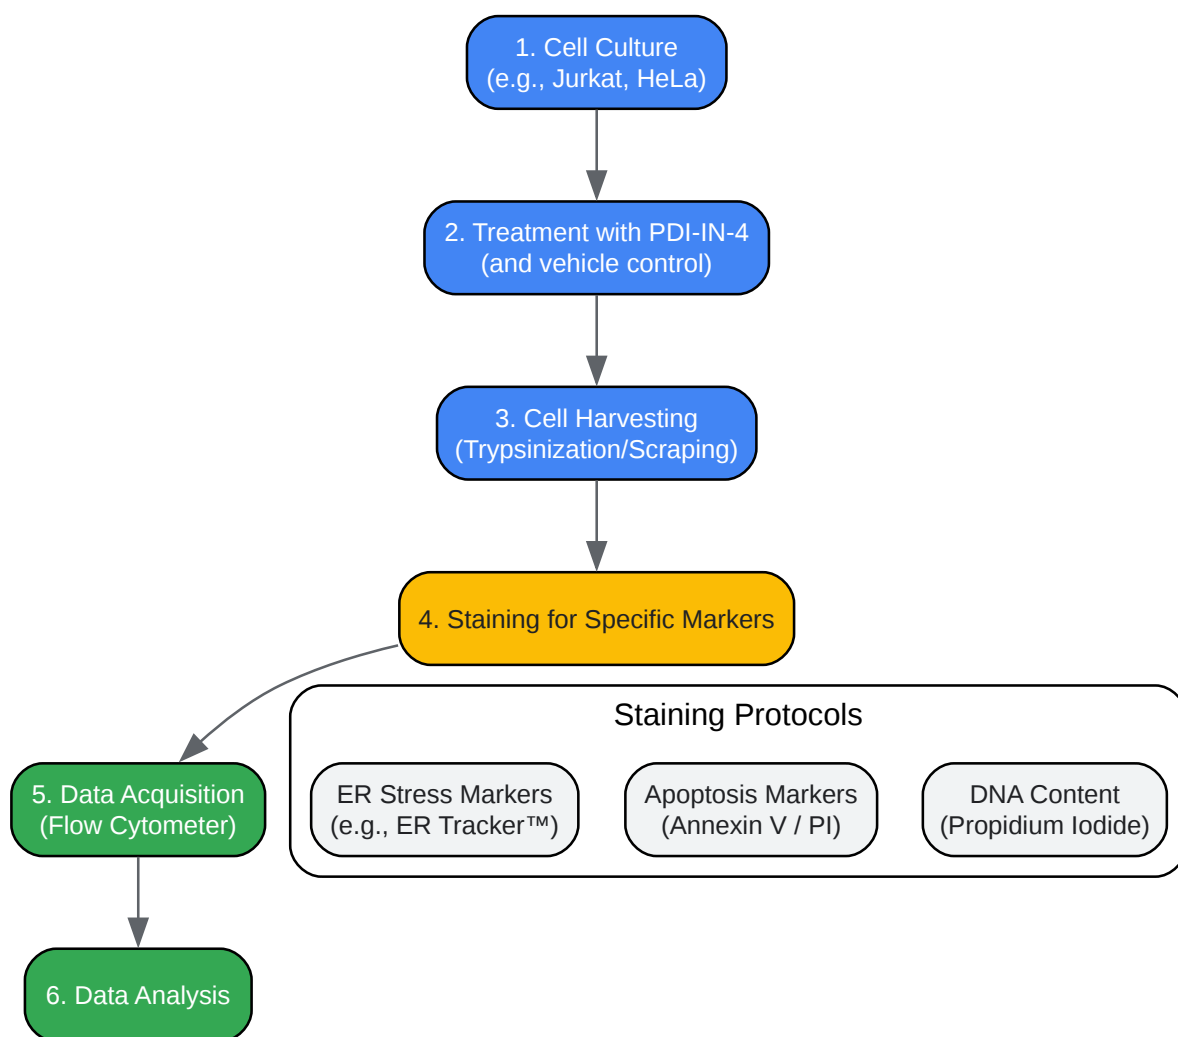 1. Cell Culture
(e.g., Jurkat, HeLa)
2. Treatment with PDI-IN-4
(and vehicle control)
3. Cell Harvesting
(Trypsinization/Scraping)
4. Staining for Specific Markers
Staining Protocols
5. Data Acquisition
(Flow Cytometer)
ER Stress Markers
(e.g., ER Tracker™)
Apoptosis Markers
(Annexin V / PI)
DNA Content
(Propidium Iodide)
6. Data Analysis